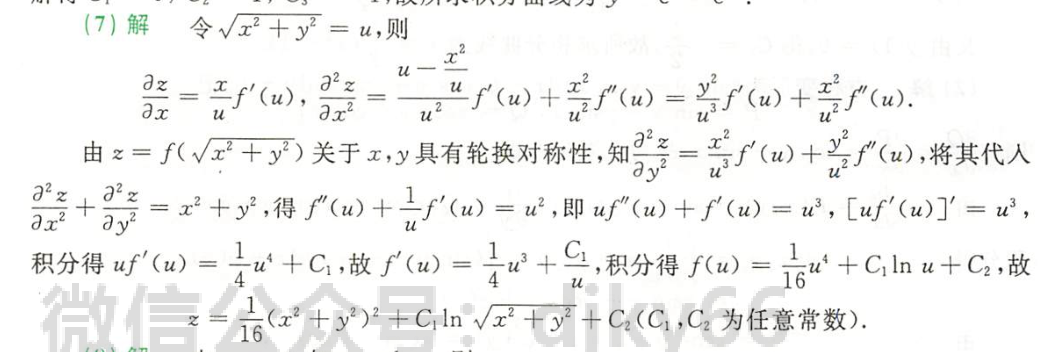 (7) 解 令 $\sqrt{x^2+y^2}=u$,则
$\frac{\partial z}{\partial x}=\frac{x}{u}f'(u),\frac{\partial^2 z}{\partial x^2}=\frac{u-\frac{x^2}{u}}{u^2}f'(u)+\frac{x^2}{u^2}f''(u)=\frac{y^2}{u^3}f'(u)+\frac{x^2}{u^2}f''(u).$
由 $z=f(\sqrt{x^2+y^2})$ 关于 $x,y$ 具有轮换对称性,知 $\frac{\partial^2 z}{\partial y^2}=\frac{x^2}{u^3}f'(u)+\frac{y^2}{u^2}f''(u)$,将其代入
$\frac{\partial^2 z}{\partial x^2}+\frac{\partial^2 z}{\partial y^2}=x^2+y^2$,得 $f''(u)+\frac{1}{u}f'(u)=u^2$,即 $uf''(u)+f'(u)=u^3$,$[uf'(u)]'=u^3$,
积分得 $uf'(u)=\frac{1}{4}u^4+C_1$,故 $f'(u)=\frac{1}{4}u^3+\frac{C_1}{u}$,积分得 $f(u)=\frac{1}{16}u^4+C_1\ln u+C_2$,故
$z=\frac{1}{16}(x^2+y^2)^2+C_1\ln\sqrt{x^2+y^2}+C_2$($C_1,C_2$ 为任意常数).
微信公众号:djky66